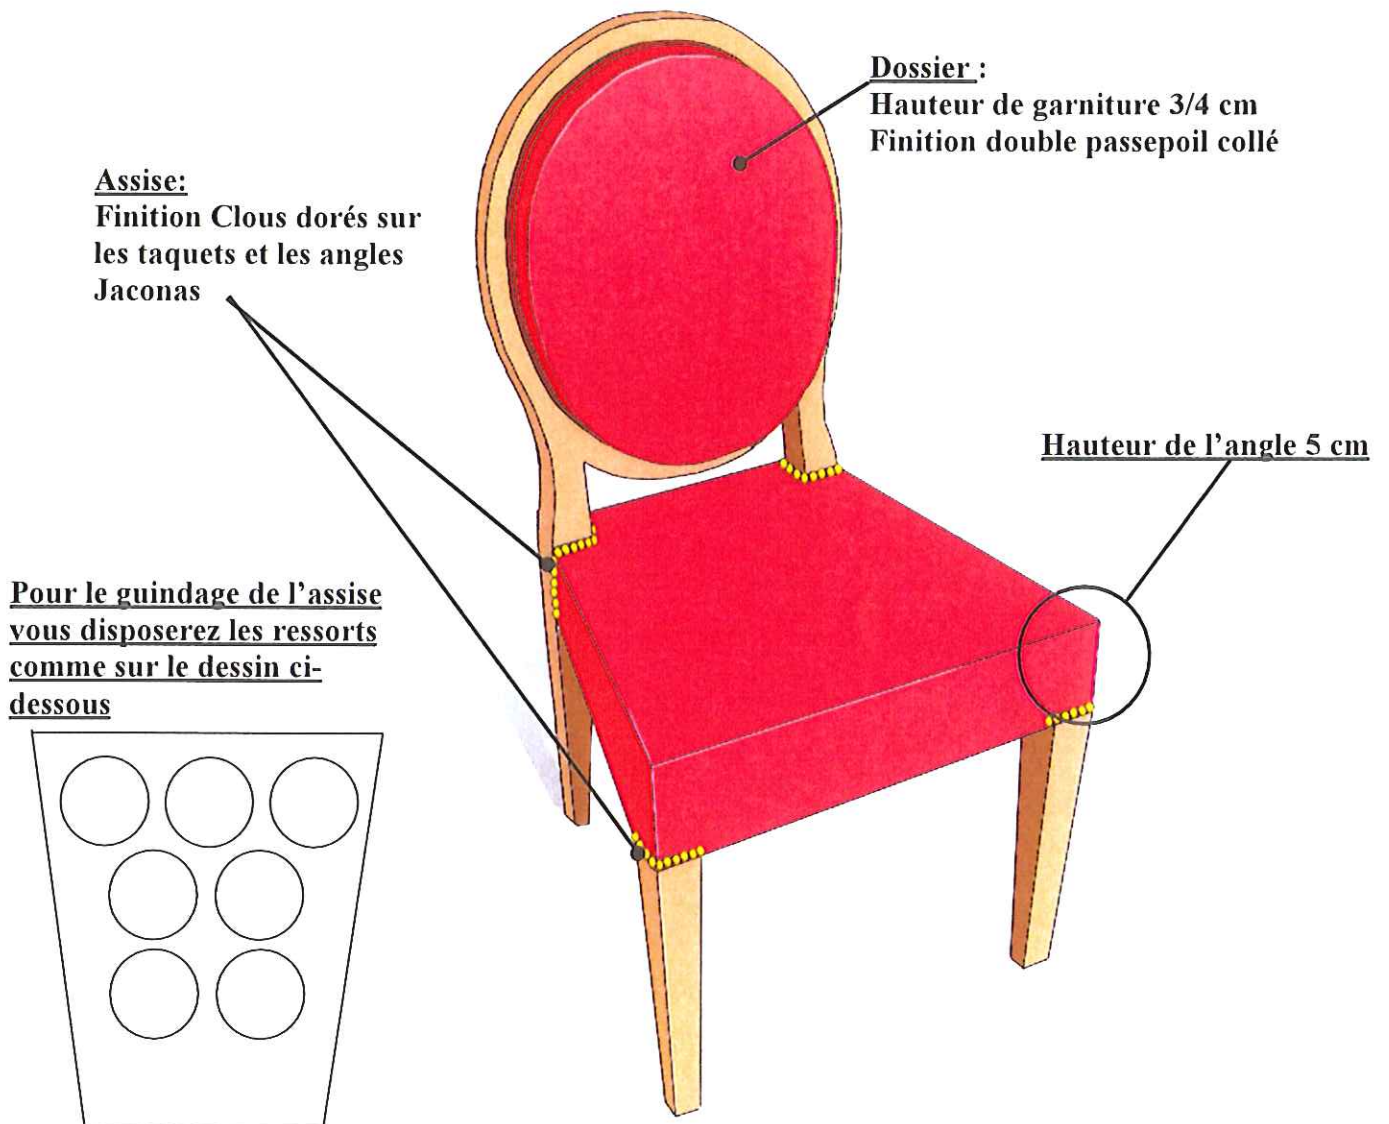 Dossier :
Hauteur de garniture 3/4 cm
Finition double passepoil collé
Assise:
Finition Clous dorés sur
les taquets et les angles
Jaconas
Hauteur de l’angle 5 cm
Pour le guindage de l’assise
vous disposerez les ressorts
comme sur le dessin ci-
dessous